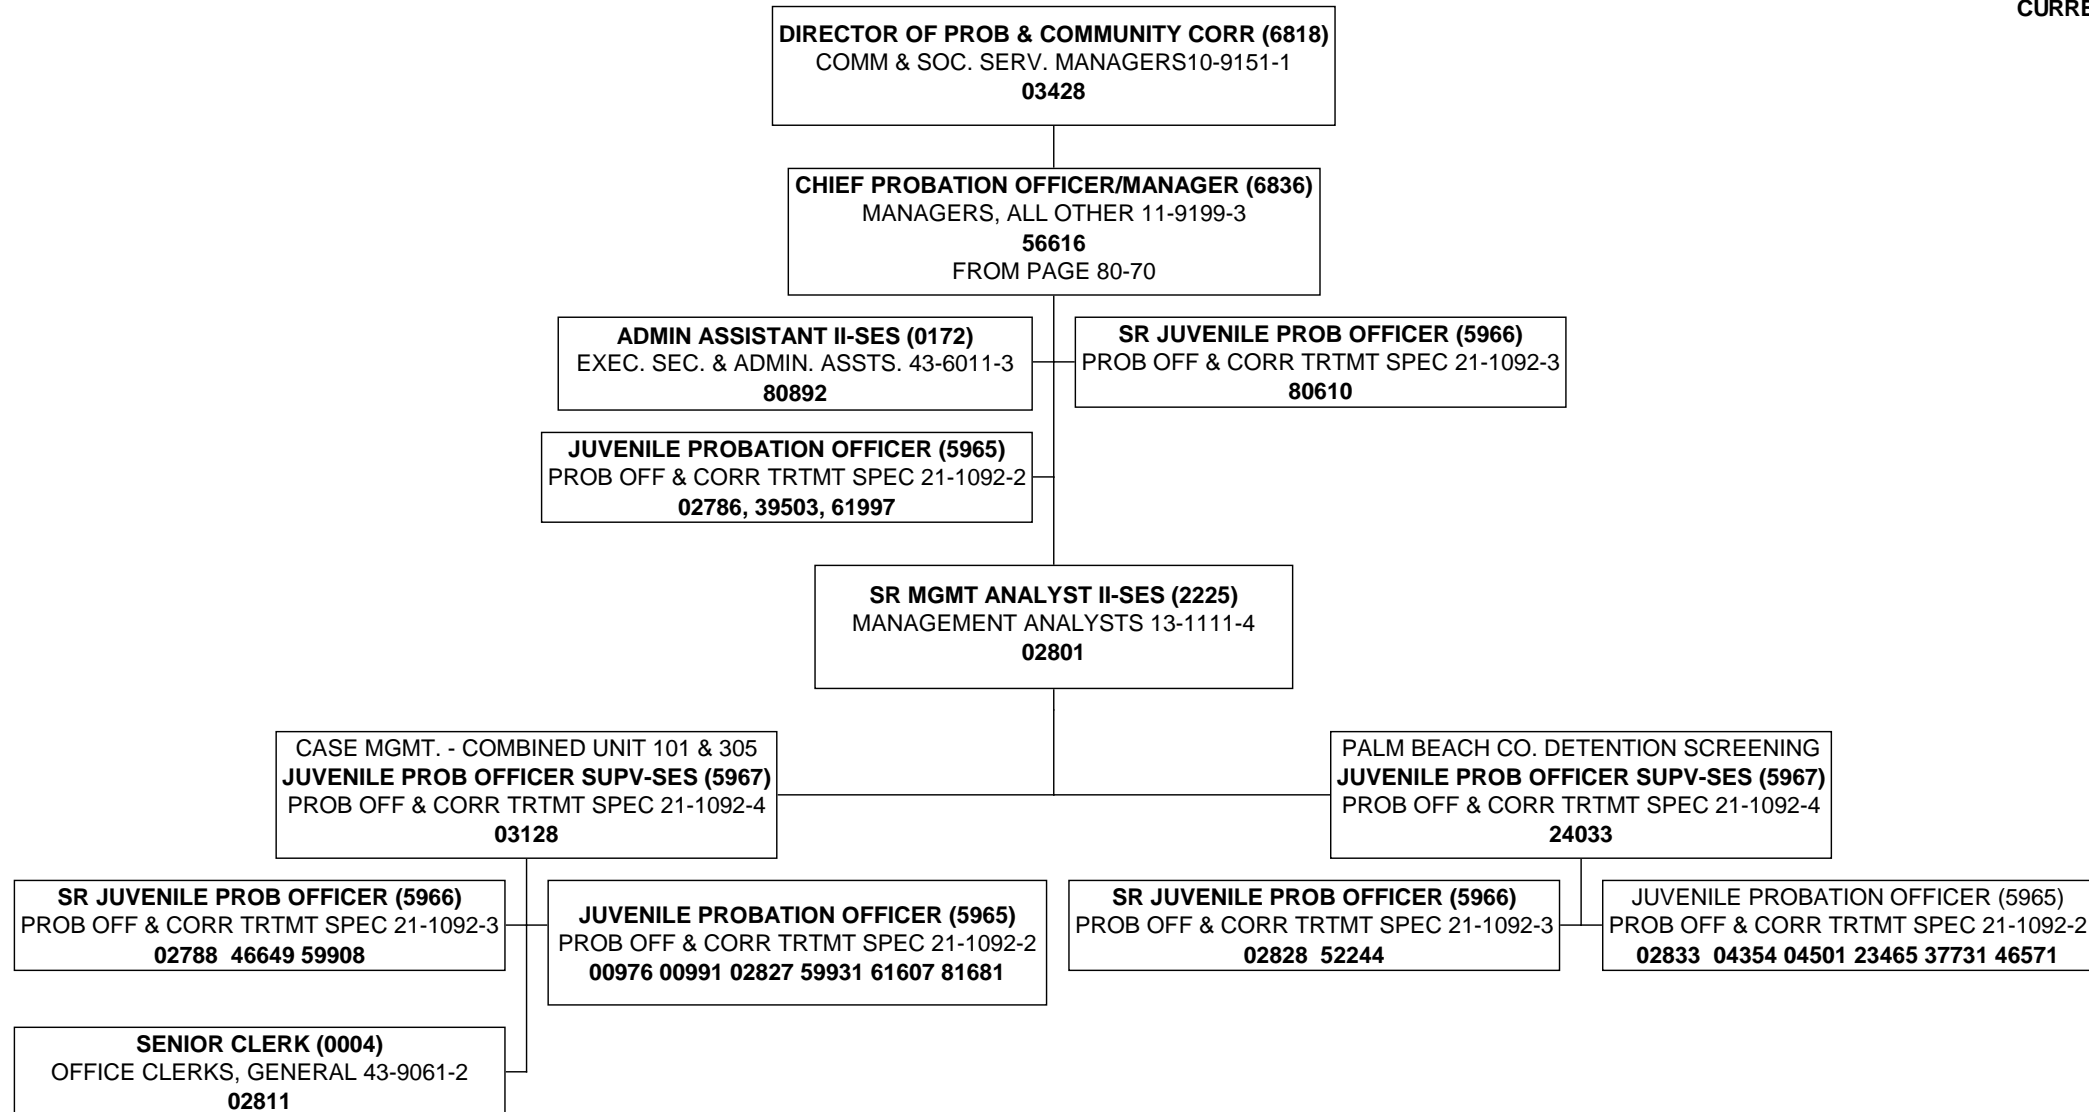 CURRE
DIRECTOR OF PROB & COMMUNITY CORR (6818)
COMM & SOC. SERV. MANAGERS10-9151-1
03428
CHIEF PROBATION OFFICER/MANAGER (6836)
MANAGERS, ALL OTHER 11-9199-3
56616
FROM PAGE 80-70
ADMIN ASSISTANT II-SES (0172)
EXEC. SEC. & ADMIN. ASSTS. 43-6011-3
80892
SR JUVENILE PROB OFFICER (5966)
PROB OFF & CORR TRTMT SPEC 21-1092-3
80610
JUVENILE PROBATION OFFICER (5965)
PROB OFF & CORR TRTMT SPEC 21-1092-2
02786, 39503, 61997
SR MGMT ANALYST II-SES (2225)
MANAGEMENT ANALYSTS 13-1111-4
02801
CASE MGMT. - COMBINED UNIT 101 & 305
JUVENILE PROB OFFICER SUPV-SES (5967)
PROB OFF & CORR TRTMT SPEC 21-1092-4
03128
PALM BEACH CO. DETENTION SCREENING
JUVENILE PROB OFFICER SUPV-SES (5967)
PROB OFF & CORR TRTMT SPEC 21-1092-4
24033
SR JUVENILE PROB OFFICER (5966)
PROB OFF & CORR TRTMT SPEC 21-1092-3
02788 46649 59908
JUVENILE PROBATION OFFICER (5965)
PROB OFF & CORR TRTMT SPEC 21-1092-2
00976 00991 02827 59931 61607 81681
SR JUVENILE PROB OFFICER (5966)
PROB OFF & CORR TRTMT SPEC 21-1092-3
02828 52244
JUVENILE PROBATION OFFICER (5965)
PROB OFF & CORR TRTMT SPEC 21-1092-2
02833 04354 04501 23465 37731 46571
SENIOR CLERK (0004)
OFFICE CLERKS, GENERAL 43-9061-2
02811